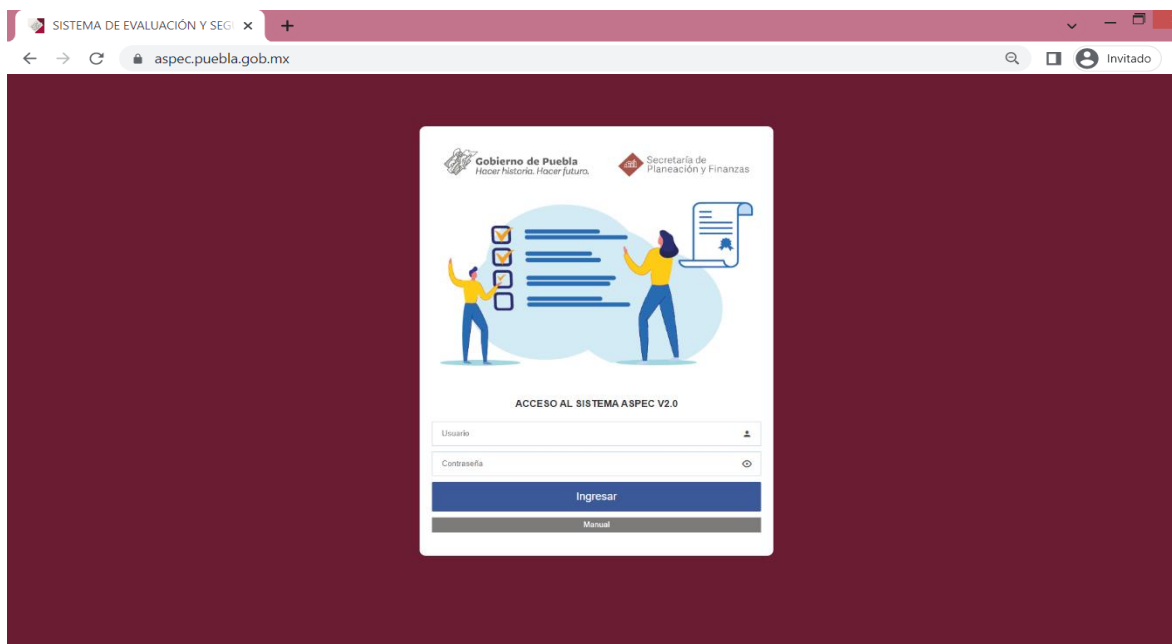 SISTEMA DE EVALUACIÓN Y SEG
aspec.puebla.gob.mx
Invitado
Gobierno de Puebla
Hacer historia. Hacer futuro.
Secretaría de
Planeación y Finanzas
ACCESO AL SISTEMA ASPEC V2.0
Usuario
Contraseña
Ingresar
Manual